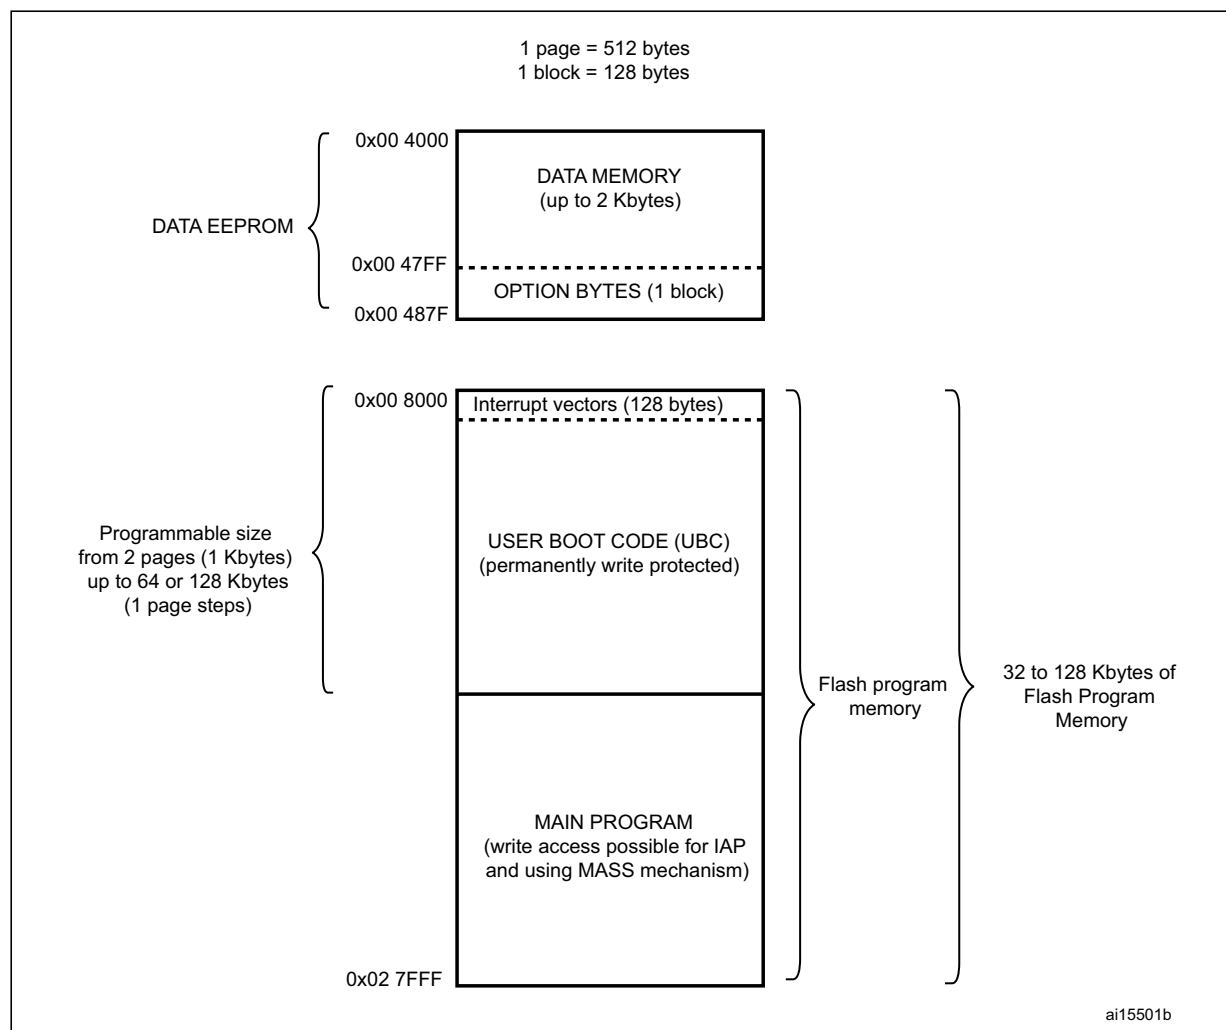 1 page = 512 bytes
1 block = 128 bytes
0x00 4000
DATA MEMORY
(up to 2 Kbytes)
DATA EEPROM
0x00 47FF
OPTION BYTES (1 block)
0x00 487F
0x00 8000
Interrupt vectors (128 bytes)
Programmable size
from 2 pages (1 Kbytes)
up to 64 or 128 Kbytes
(1 page steps)
USER BOOT CODE (UBC)
(permanently write protected)
Flash program
memory
32 to 128 Kbytes of
Flash Program
Memory
MAIN PROGRAM
(write access possible for IAP
and using MASS mechanism)
0x02 7FFF
ai15501b